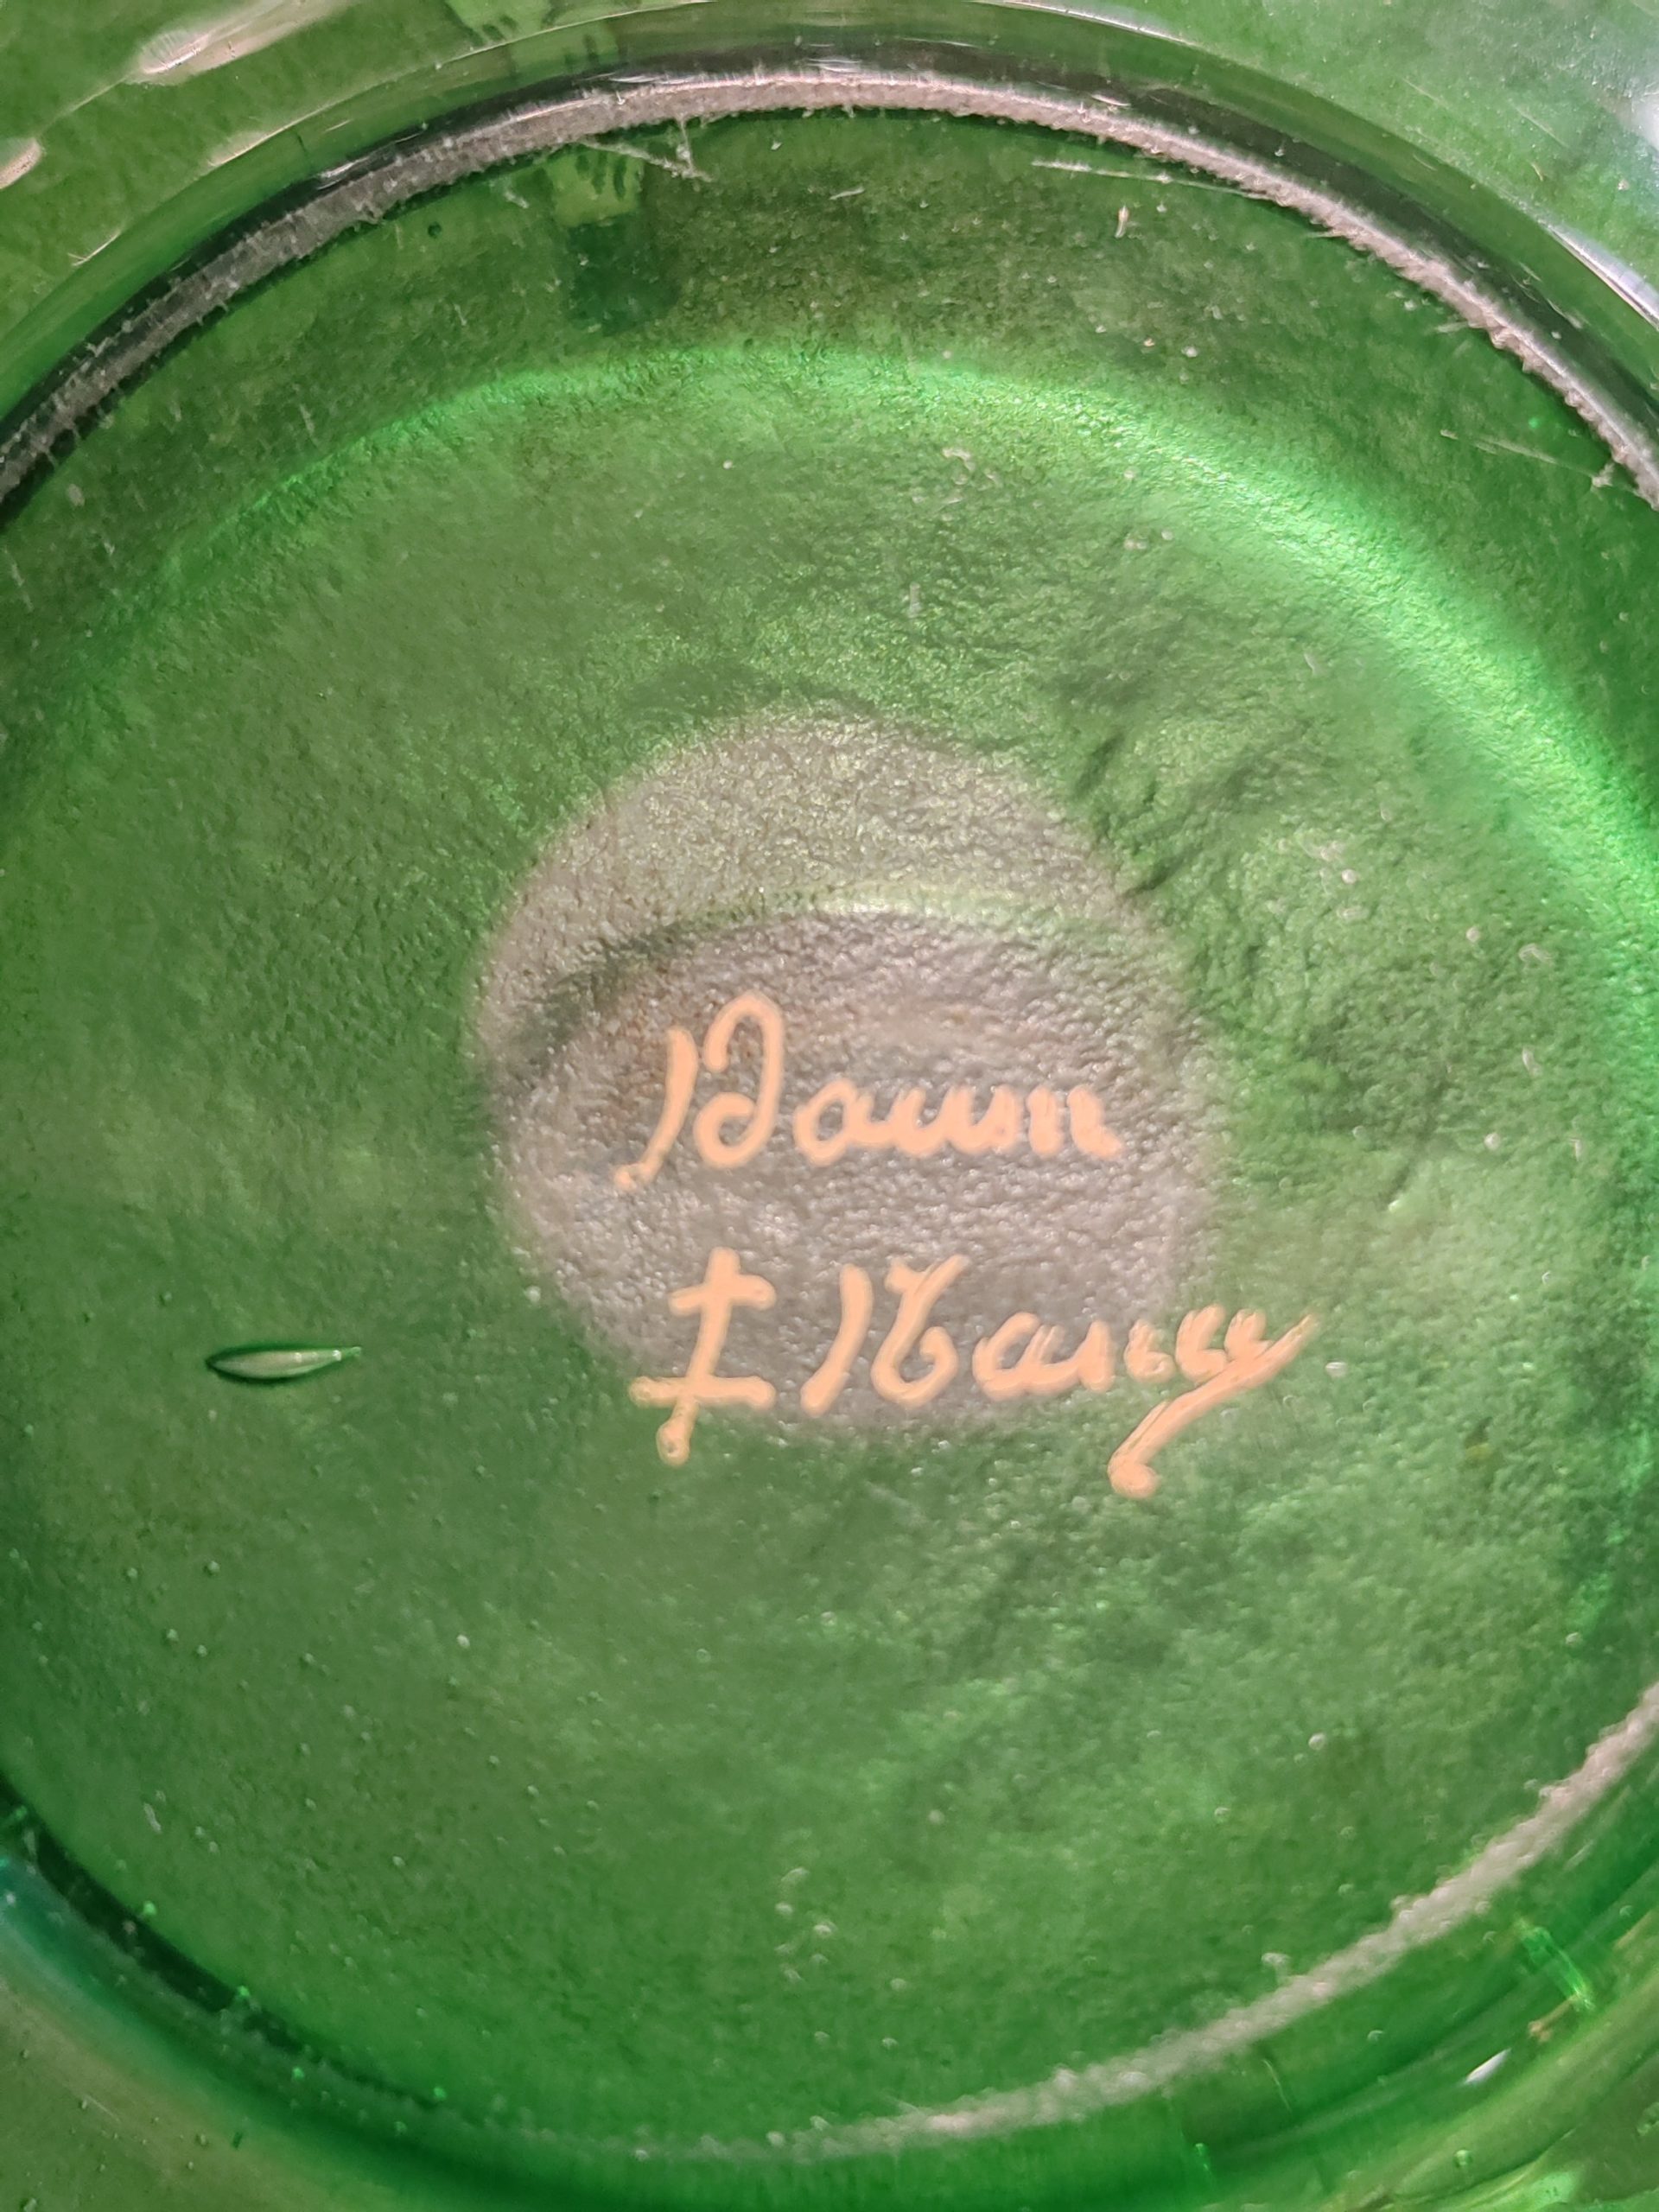 Daum
‡ Nancy